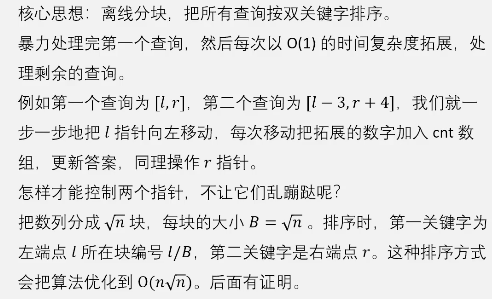 核心思想：离线分块，把所有查询按双关键字排序。
暴力处理完第一个查询，然后每次以 O(1) 的时间复杂度拓展，处
理剩余的查询。
例如第一个查询为 [l, r]，第二个查询为 [l − 3, r + 4]，我们就一
步一步地把 l 指针向左移动，每次移动把拓展的数字加入 cnt 数
组，更新答案，同理操作 r 指针。
怎样才能控制两个指针，不让它们乱蹦跶呢？
把数列分成 √n 块，每块的大小 B = √n 。排序时，第一关键字为
左端点 l 所在块编号 l/B，第二关键字是右端点 r。这种排序方式
会把算法优化到 O(n√n)。后面有证明。